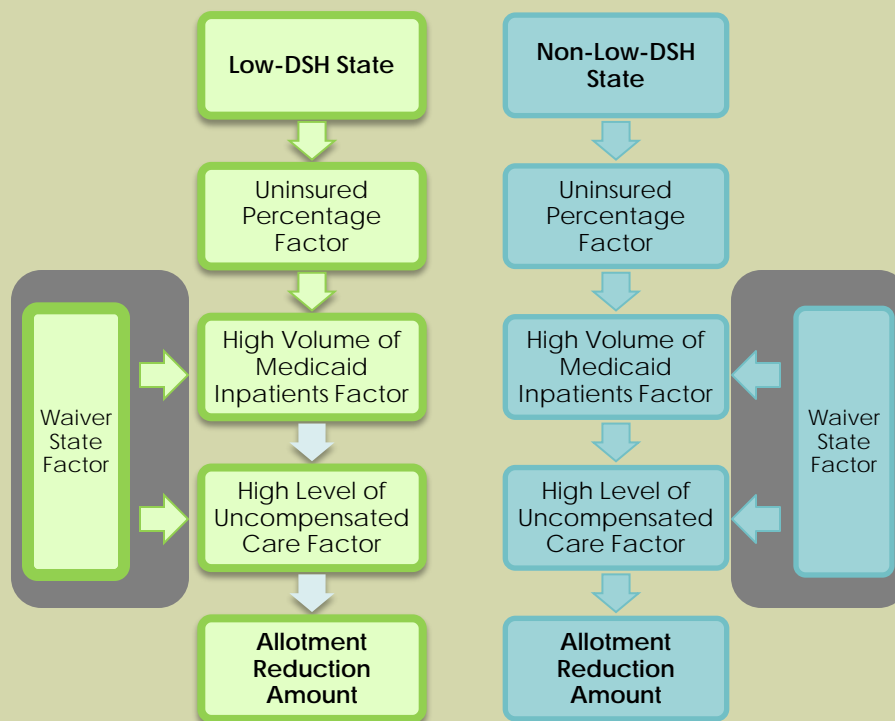 Low-DSH State
Uninsured
Percentage
Factor
High Volume of
Medicaid
Inpatients Factor
High Level of
Uncompensated
Care Factor
Allotment
Reduction
Amount
Waiver
State
Factor
Non-Low-DSH
State
Uninsured
Percentage
Factor
High Volume of
Medicaid
Inpatients Factor
High Level of
Uncompensated
Care Factor
Allotment
Reduction
Amount
Waiver
State
Factor